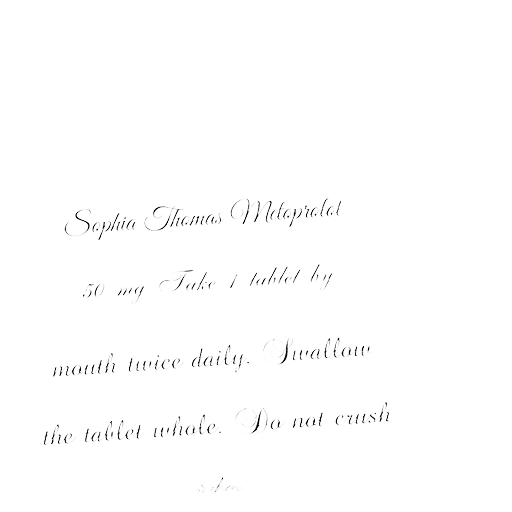 Sophia Thomas Metoprolol
50 mg Take 1 tablet by
mouth twice daily. Swallow
the tablet whole. Do not crush